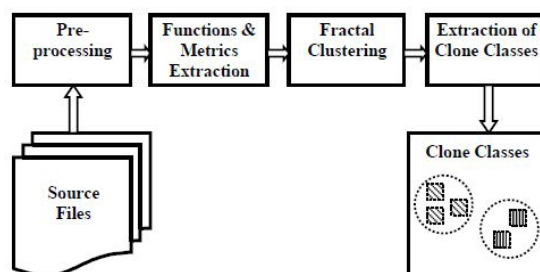 Pre-
processing
Functions &
Metrics
Extraction
Fractal
Clustering
Extraction of
Clone Classes
Source
Files
Clone Classes